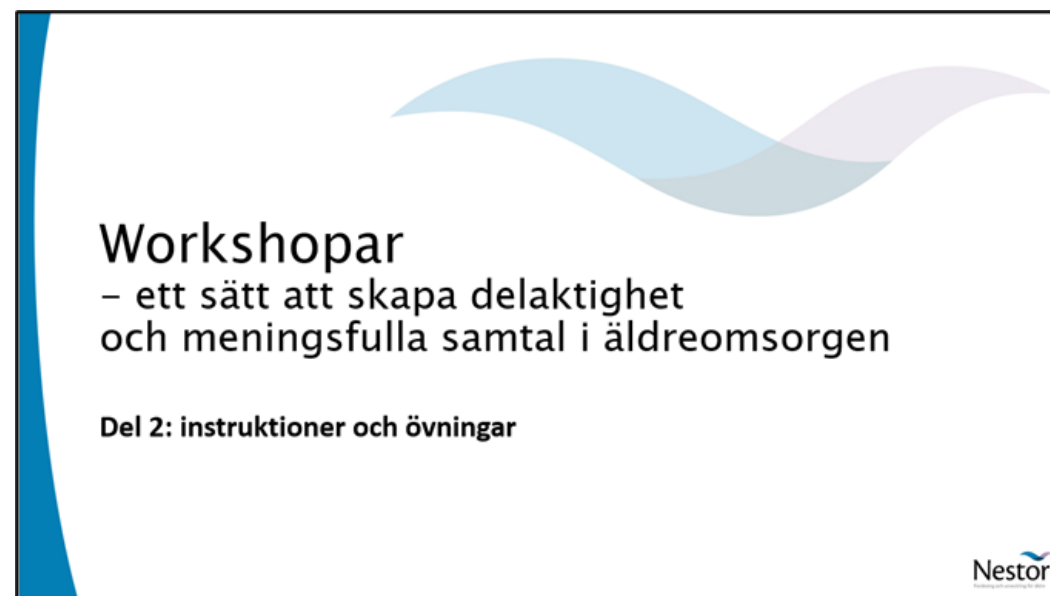 Workshopar
– ett sätt att skapa delaktighet
och meningsfulla samtal i äldreomsorgen
Del 2: instruktioner och övningar
Nestor